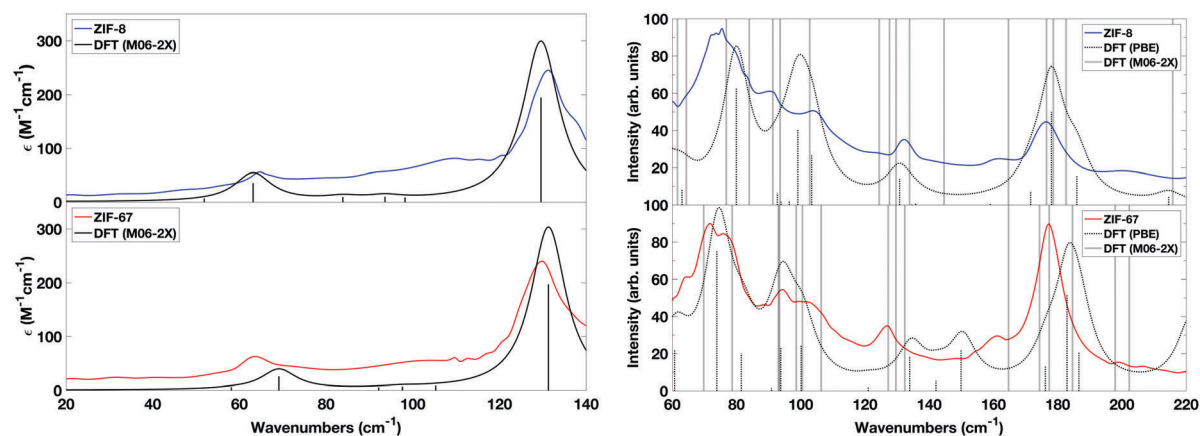 ZIF-8
DFT (M06-2X)
300
200
100
0
ϵ (M⁻¹cm⁻¹)
ZIF-67
DFT (M06-2X)
300
200
100
0
ϵ (M⁻¹cm⁻¹)
20 40 60 80 100 120 140
Wavenumbers (cm⁻¹)
ZIF-8
DFT (PBE)
DFT (M06-2X)
100
80
60
40
20
Intensity (arb. units)
ZIF-67
DFT (PBE)
DFT (M06-2X)
100
80
60
40
20
0
Intensity (arb. units)
60 80 100 120 140 160 180 200 220
Wavenumbers (cm⁻¹)